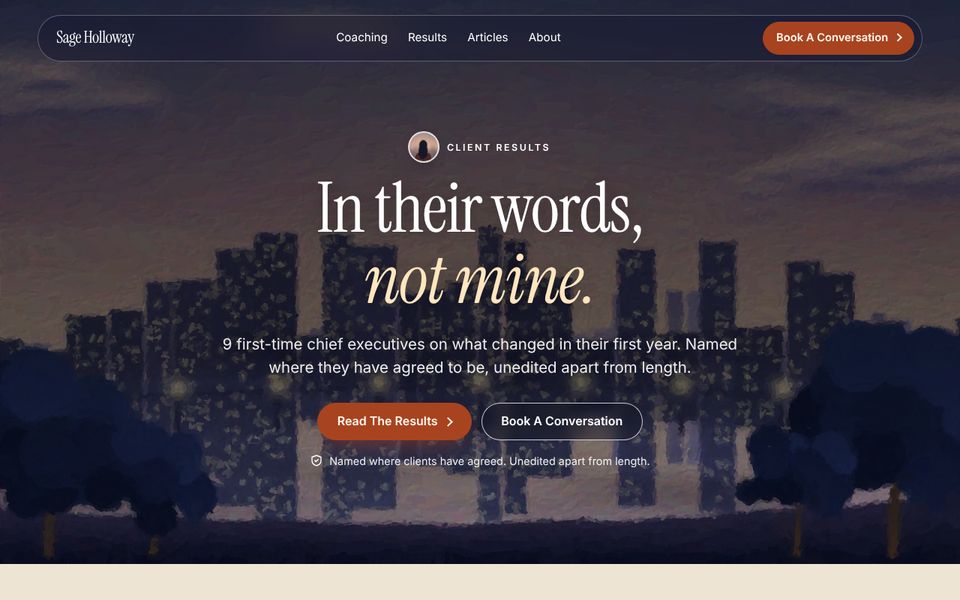 Sage Holloway
Coaching
Results
Articles
About
Book A Conversation
CLIENT RESULTS
In their words,
not mine.
9 first-time chief executives on what changed in their first year. Named
where they have agreed to be, unedited apart from length.
Read The Results
Book A Conversation
Named where clients have agreed. Unedited apart from length.